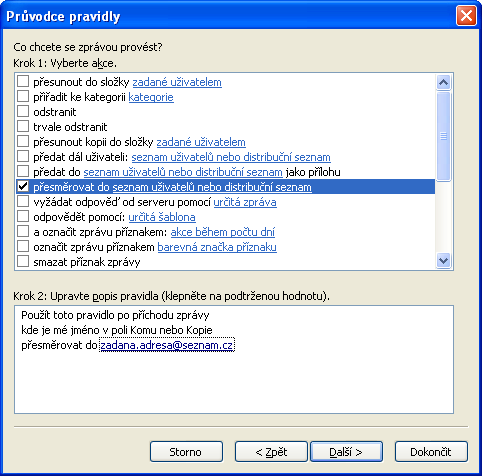 Průvodce pravidly
Co chcete se zprávou provést?
Krok 1: Vyberte akce.
přesunout do složky zadané uživatelem
přiřadit ke kategorii kategorie
odstranit
trvale odstranit
přesunout kopii do složky zadané uživatelem
předat dál uživateli: seznam uživatelů nebo distribuční seznam
předat do seznam uživatelů nebo distribuční seznam jako přílohu
přesměrovat do seznam uživatelů nebo distribuční seznam
vyžádat odpověď od serveru pomocí určitá zpráva
odpovědět pomocí: určitá šablona
a označit zprávu příznakem: akce během počtu dní
označit zprávu příznakem barevná značka příznaku
smazat příznak zprávy
Krok 2: Upravte popis pravidla (klepněte na podtrženou hodnotu).
Použít toto pravidlo po příchodu zprávy
kde je mé jméno v poli Komu nebo Kopie
přesměrovat do zadana.adresa@seznam.cz
Storno
< Zpět
Další >
Dokončit